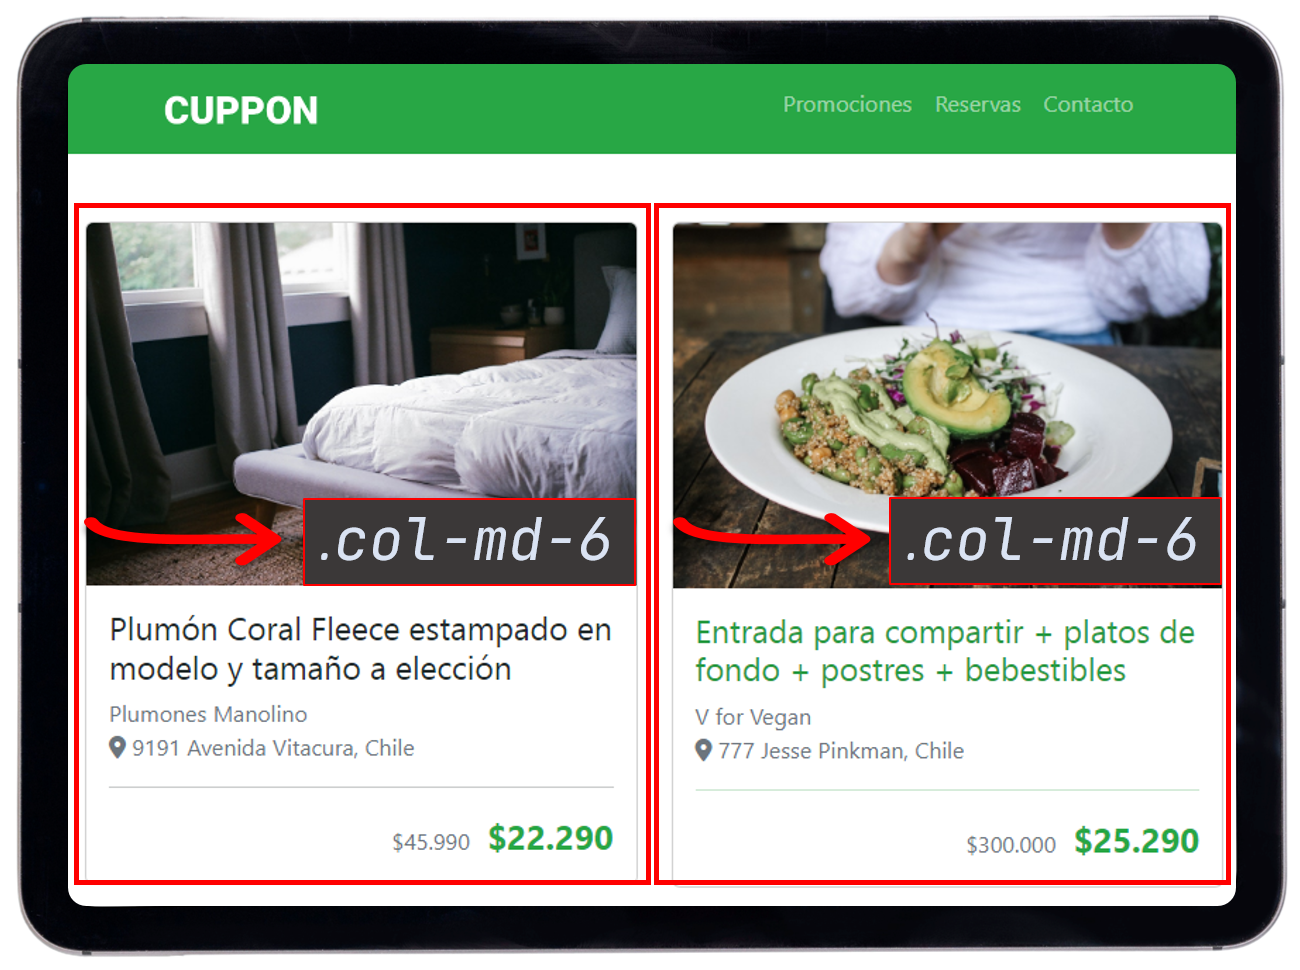 CUPPON
Promociones Reservas Contacto
.col-md-6
Plumón Coral Fleece estampado en
modelo y tamaño a elección
Plumones Manolino
9191 Avenida Vitacura, Chile
$45.990 $22.290
.col-md-6
Entrada para compartir + platos de
fondo + postres + bebestibles
V for Vegan
777 Jesse Pinkman, Chile
$300.000 $25.290